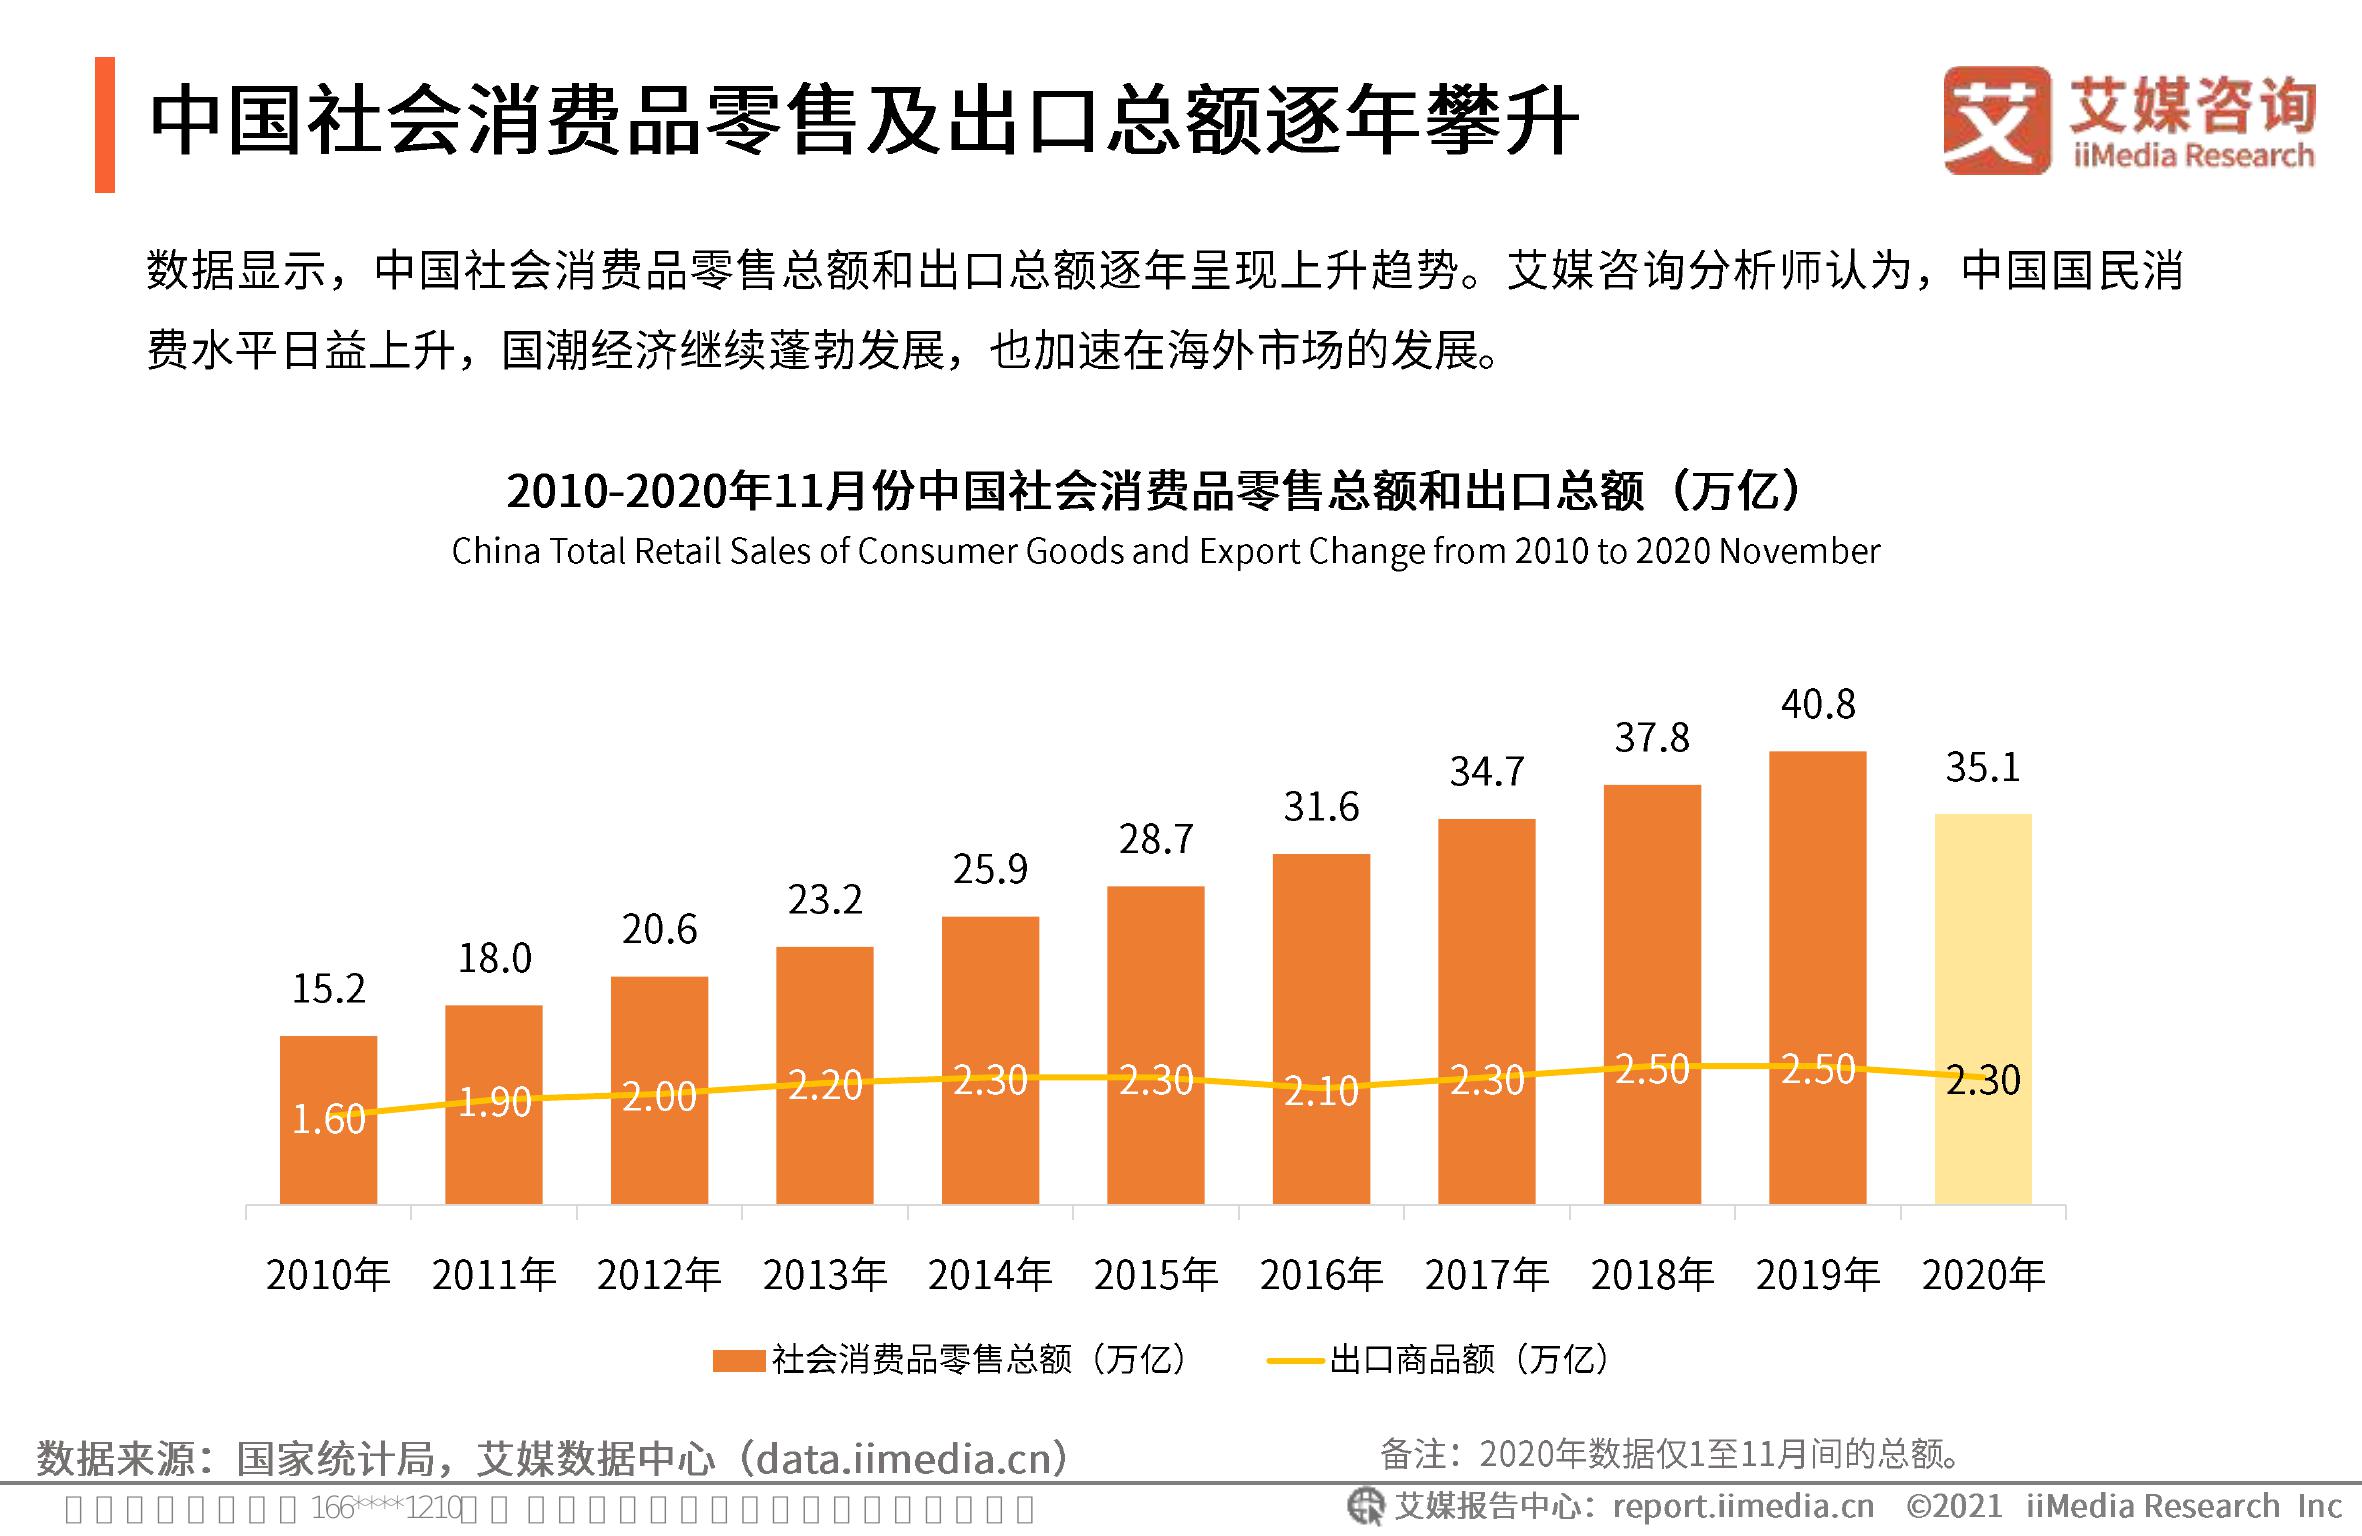 中国社会消费品零售及出口总额逐年攀升
艾 艾媒咨询
iiMedia Research
数据显示，中国社会消费品零售总额和出口总额逐年呈现上升趋势。艾媒咨询分析师认为，中国国民消
费水平日益上升，国潮经济继续蓬勃发展，也加速在海外市场的发展。
2010-2020年11月份中国社会消费品零售总额和出口总额（万亿）
China Total Retail Sales of Consumer Goods and Export Change from 2010 to 2020 November
15.2 18.0 20.6 23.2 25.9 28.7 31.6 34.7 37.8 40.8 35.1
1.60 1.90 2.00 2.20 2.30 2.30 2.10 2.30 2.50 2.50 2.30
2010年 2011年 2012年 2013年 2014年 2015年 2016年 2017年 2018年 2019年 2020年
社会消费品零售总额（万亿） 出口商品额（万亿）
数据来源：国家统计局，艾媒数据中心（data.iimedia.cn）
备注：2020年数据仅1至11月间的总额。
166****1210
艾媒报告中心：report.iimedia.cn ©2021 iiMedia Research Inc